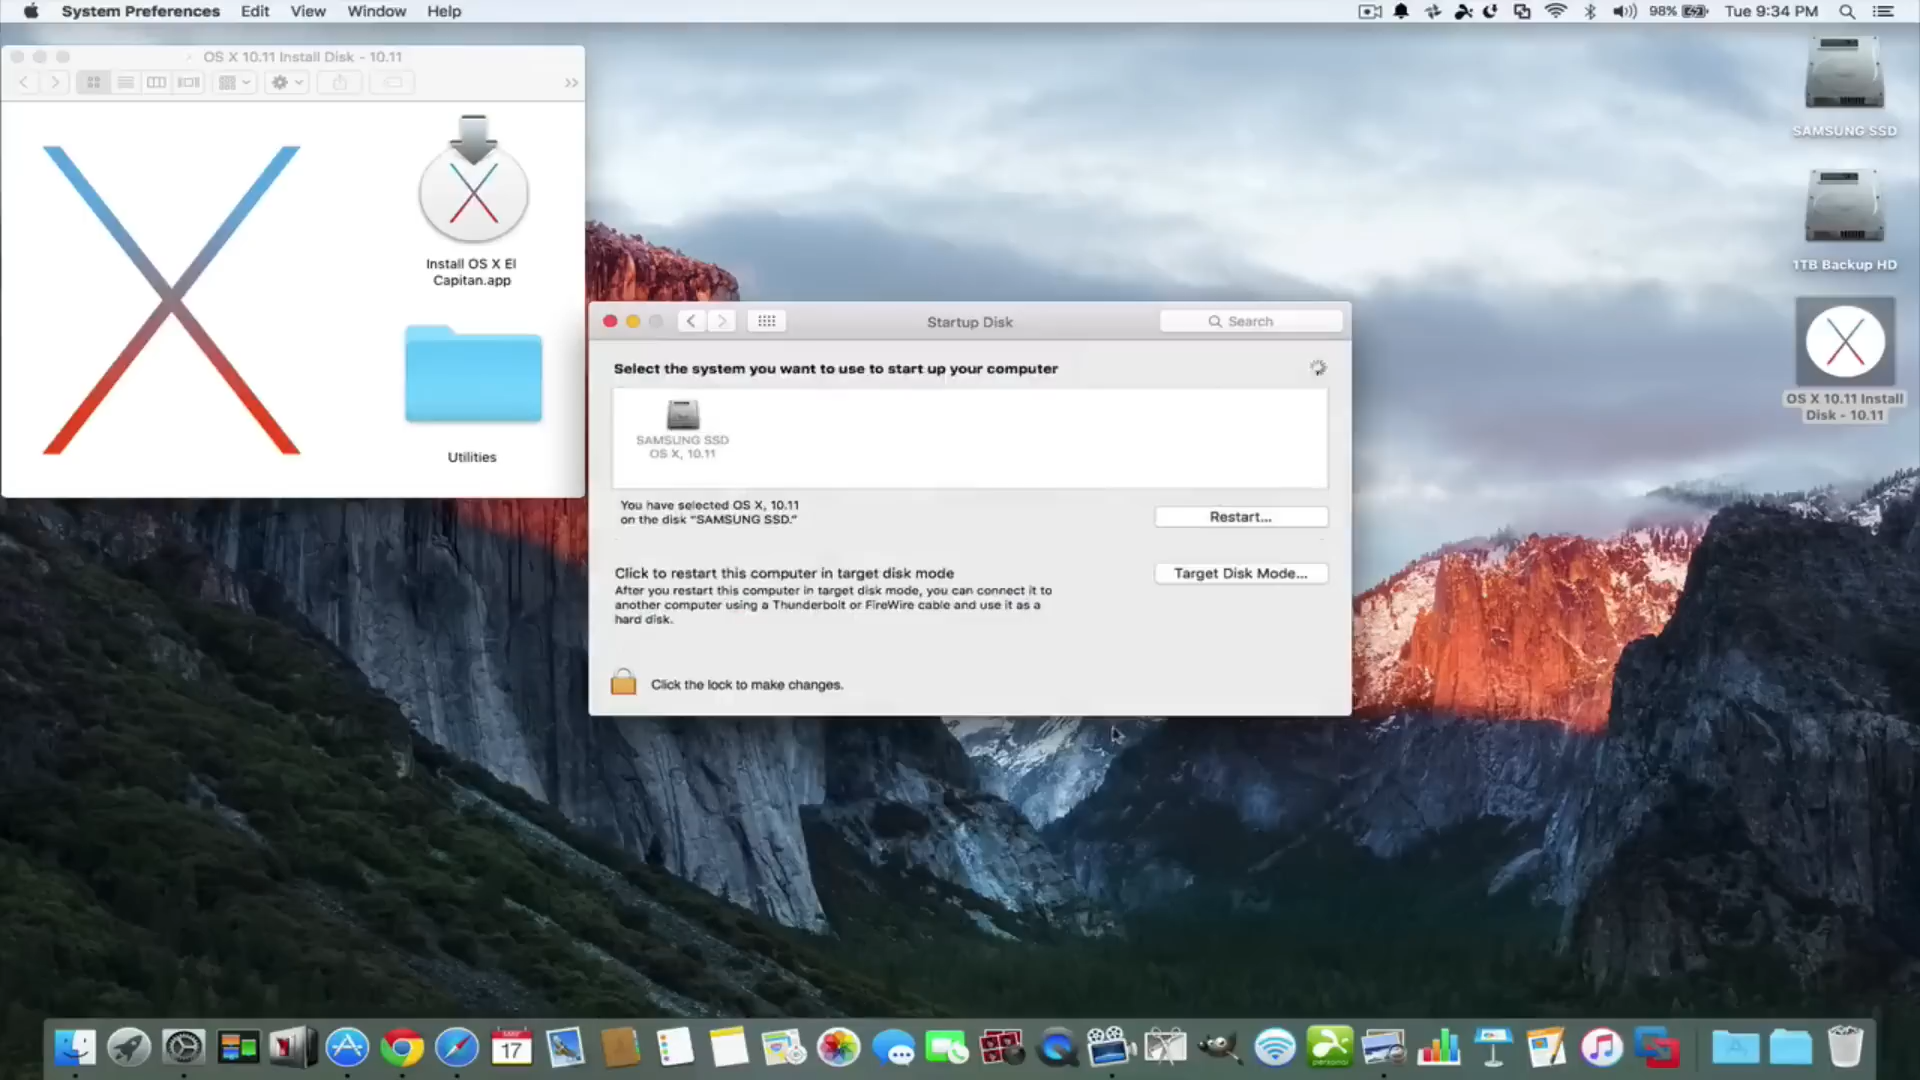 System Preferences Edit View Window Help
98% Tue 9:34 PM
OS X 10.11 Install Disk - 10.11
Install OS X El
Capitan.app
Utilities
SAMSUNG SSD
1TB Backup HD
OS X 10.11 Install
Disk - 10.11
Startup Disk
Search
Select the system you want to use to start up your computer
SAMSUNG SSD
OS X, 10.11
You have selected OS X, 10.11
on the disk "SAMSUNG SSD."
Restart...
Click to restart this computer in target disk mode
Target Disk Mode...
After you restart this computer in target disk mode, you can connect it to
another computer using a Thunderbolt or FireWire cable and use it as a
hard disk.
Click the lock to make changes.
17
personal